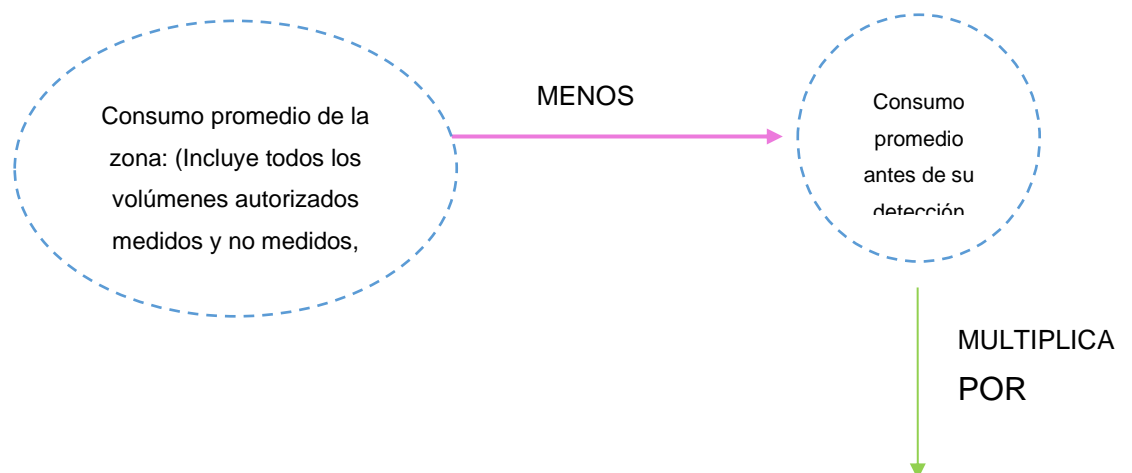 Consumo promedio de la
zona: (Incluye todos los
volúmenes autorizados
medidos y no medidos,
MENOS
Consumo
promedio
antes de su
detección
MULTIPLICA
POR